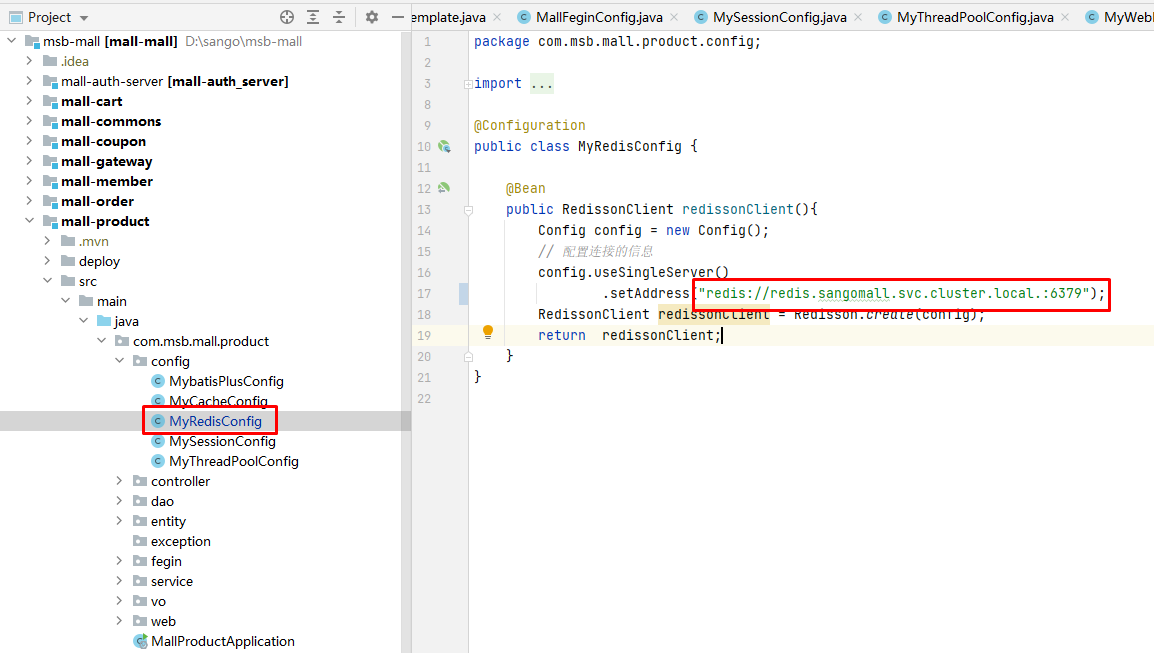 Project
emplate.java
MallFeginConfig.java
MySessionConfig.java
MyThreadPoolConfig.java
MyWebI
msb-mall [mall-mall] D:\sango\msb-mall
.idea
mall-auth-server [mall-auth_server]
mall-cart
mall-commons
mall-coupon
mall-gateway
mall-member
mall-order
mall-product
.mvn
deploy
src
main
java
com.msb.mall.product
config
MybatisPlusConfig
MyCacheConfig
MyRedisConfig
MySessionConfig
MyThreadPoolConfig
controller
dao
entity
exception
fegin
service
vo
web
MallProductApplication
1 package com.msb.mall.product.config;
2
3 import ...
8
9 @Configuration
10 public class MyRedisConfig {
11
12 @Bean
13 public RedissonClient redissonClient(){
14 Config config = new Config();
15 // 配置连接的信息
16 config.useSingleServer()
17 .setAddress("redis://redis.sangomall.svc.cluster.local.:6379");
18 RedissonClient redissonClient = Redisson.create(config);
19 return redissonClient;
20 }
21 }
22